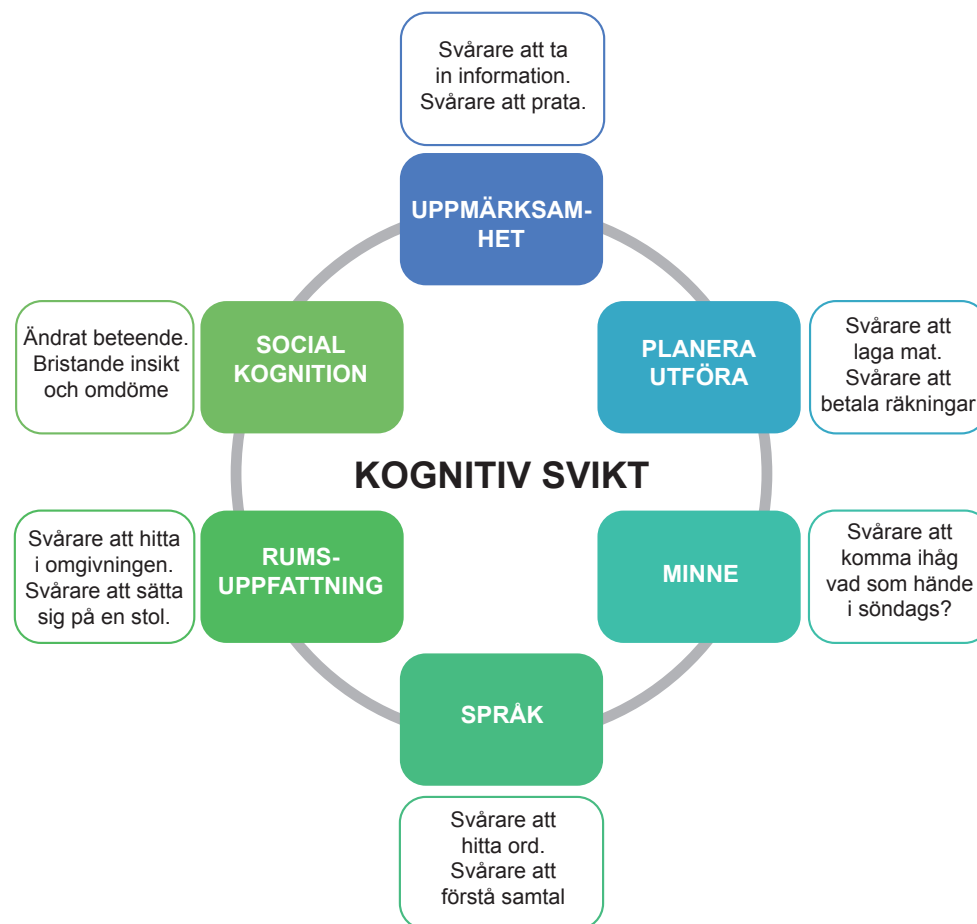 Svårare att ta
in information.
Svårare att prata.
UPPMÄRKSAM-
HET
Ändrat beteende.
Bristande insikt
och omdöme
SOCIAL
KOGNITION
PLANERA
UTFÖRA
Svårare att
laga mat.
Svårare att
betala räkningar
KOGNITIV SVIKT
Svårare att hitta
i omgivningen.
Svårare att sätta
sig på en stol.
RUMS-
UPPFATTNING
MINNE
Svårare att
komma ihåg
vad som hände
i söndags?
SPRÅK
Svårare att
hitta ord.
Svårare att
förstå samtal